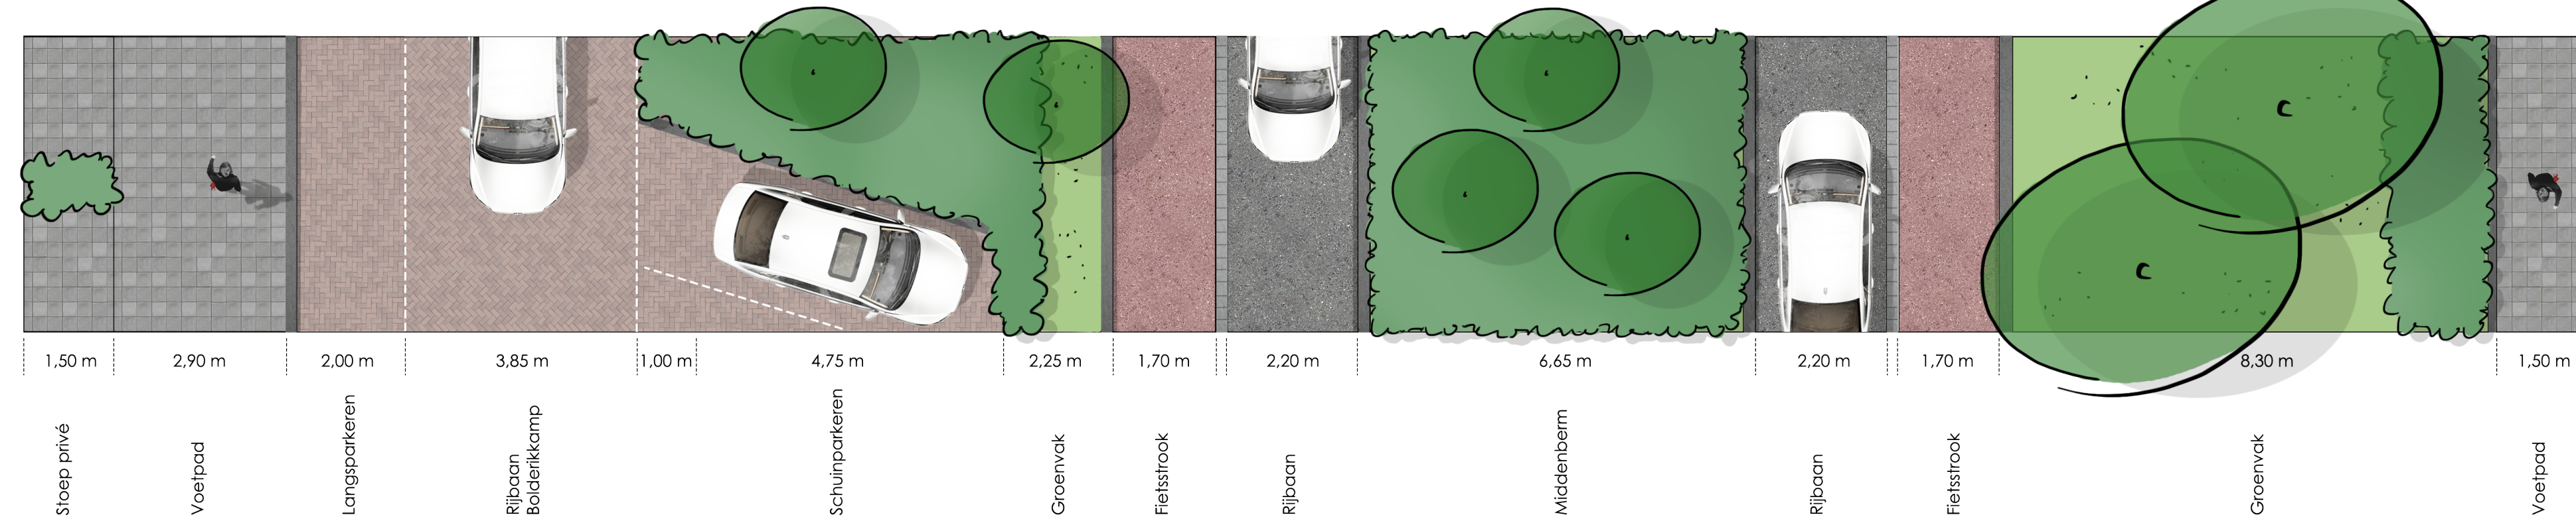 1,50 m
2,90 m
2,00 m
3,85 m
1,00 m
4,75 m
2,25 m
1,70 m
2,20 m
6,65 m
2,20 m
1,70 m
8,30 m
1,50 m
Stoep privé
Voetpad
Langsparkeren
Rijbaan
Bolderikkamp
Schuinparkeren
Groenvak
Fietsstrook
Rijbaan
Middenberm
Rijbaan
Fietsstrook
Groenvak
Voetpad